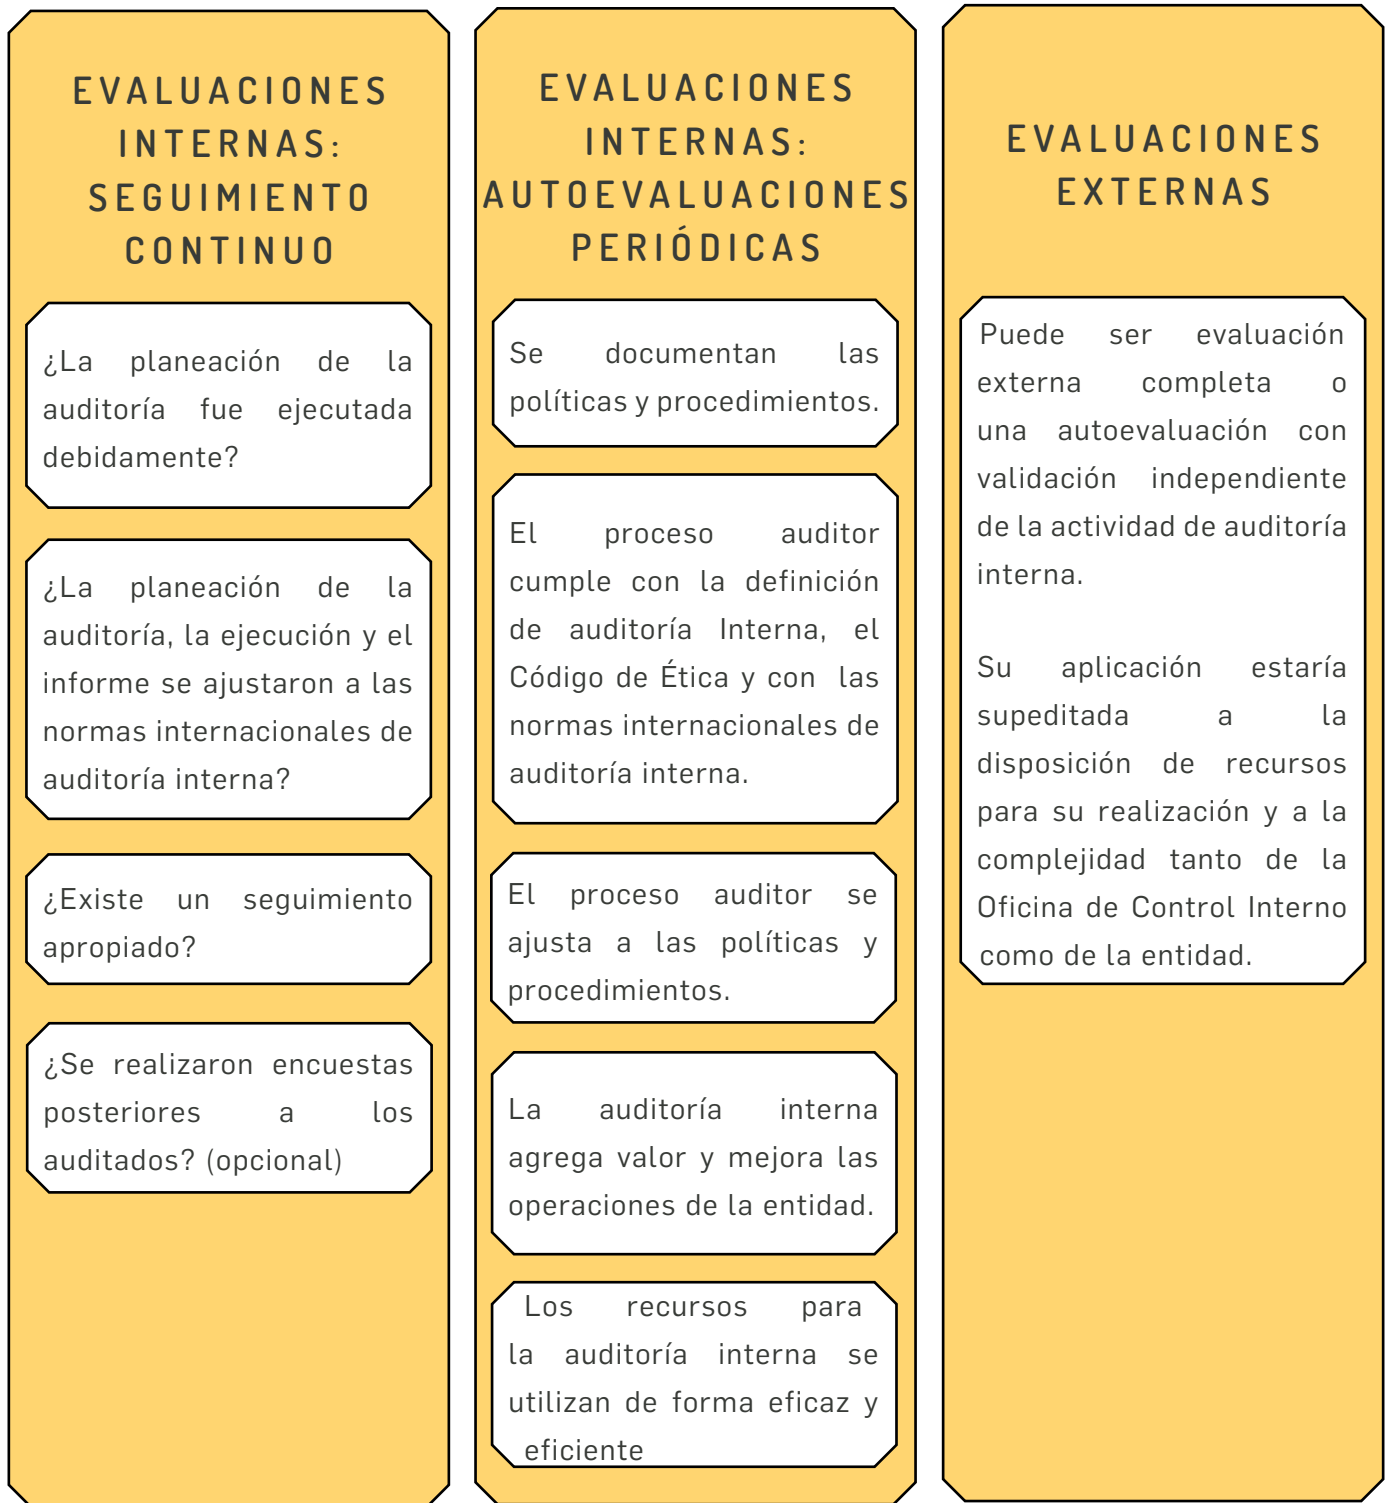 EVALUACIONES
INTERNAS:
SEGUIMIENTO
CONTINUO
¿La planeación de la
auditoría fue ejecutada
debidamente?
¿La planeación de la
auditoría, la ejecución y el
informe se ajustaron a las
normas internacionales de
auditoría interna?
¿Existe un seguimiento
apropiado?
¿Se realizaron encuestas
posteriores a los
auditados? (opcional)
EVALUACIONES
INTERNAS:
AUTOEVALUACIONES
PERIÓDICAS
Se documentan las
políticas y procedimientos.
El proceso auditor
cumple con la definición
de auditoría Interna, el
Código de Ética y con las
normas internacionales de
auditoría interna.
El proceso auditor se
ajusta a las políticas y
procedimientos.
La auditoría interna
agrega valor y mejora las
operaciones de la entidad.
Los recursos para
la auditoría interna se
utilizan de forma eficaz y
eficiente
EVALUACIONES
EXTERNAS
Puede ser evaluación
externa completa o
una autoevaluación con
validación independiente
de la actividad de auditoría
interna.
Su aplicación estaría
supeditada a la
disposición de recursos
para su realización y a la
complejidad tanto de la
Oficina de Control Interno
como de la entidad.